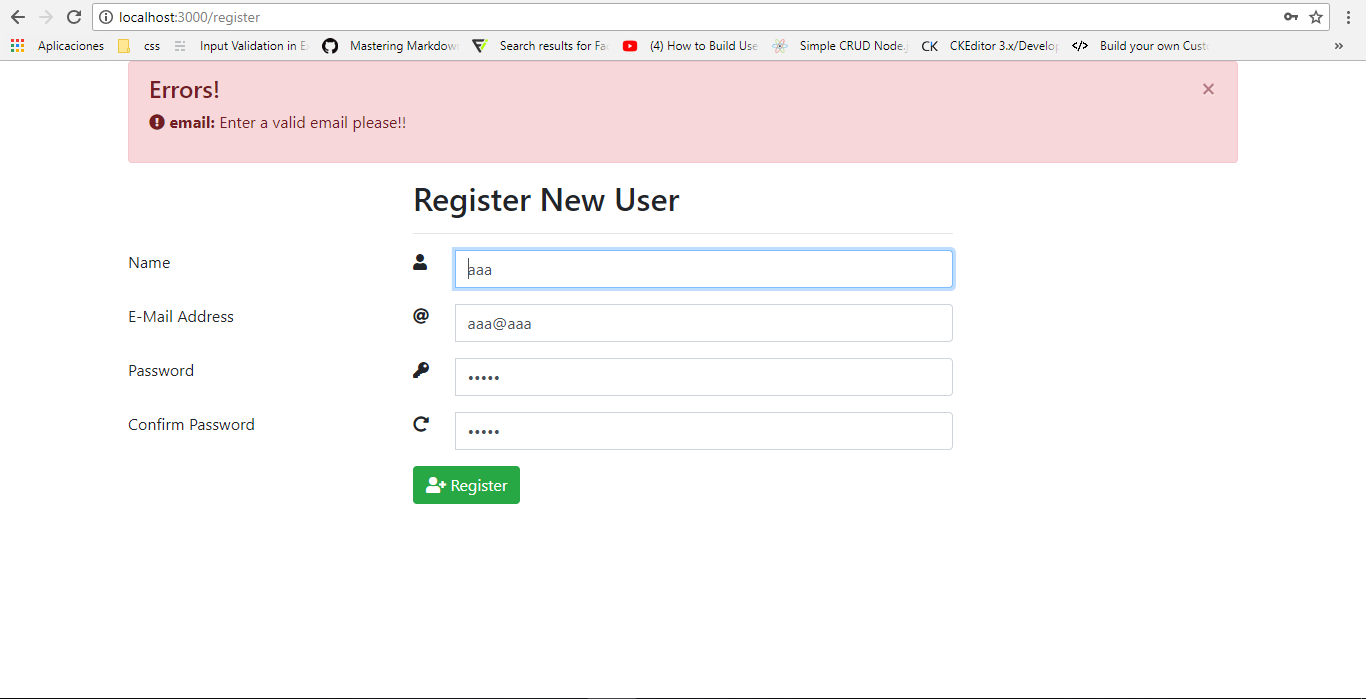 localhost:3000/register
Aplicaciones css Input Validation in E Mastering Markdow Search results for Fac (4) How to Build Use Simple CRUD Node.j CK CKEditor 3.x/Develop </> Build your own Cust »
Errors! ×
email: Enter a valid email please!!
Register New User
Name aaa
E-Mail Address @ aaa@aaa
Password •••••
Confirm Password •••••
Register